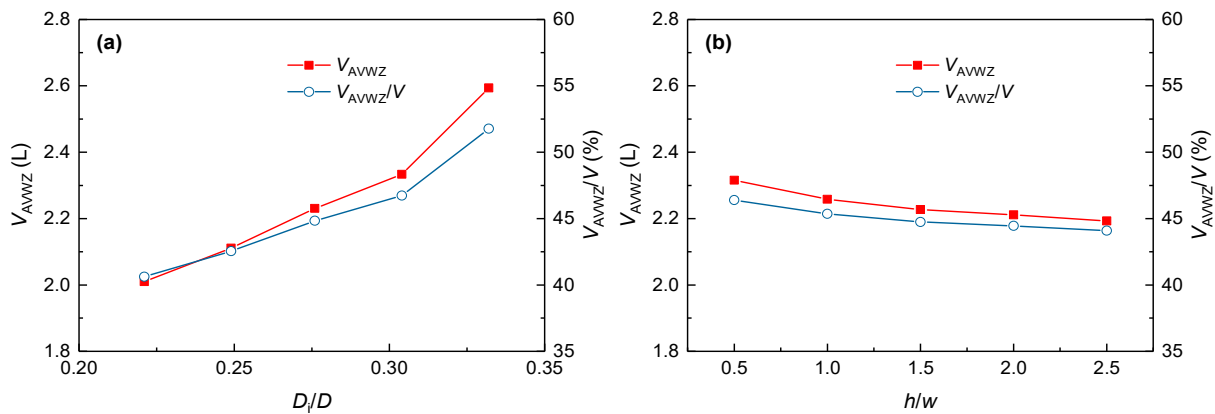 (a)
V_AVWZ
V_AVWZ/V
V_AVWZ (L)
2.8
2.6
2.4
2.2
2.0
1.8
60
55
50
45
40
35
V_AVWZ/V (%)
0.20 0.25 0.30 0.35
D_i/D
(b)
V_AVWZ
V_AVWZ/V
V_AVWZ (L)
2.8
2.6
2.4
2.2
2.0
1.8
60
55
50
45
40
35
V_AVWZ/V (%)
0.5 1.0 1.5 2.0 2.5
h/w